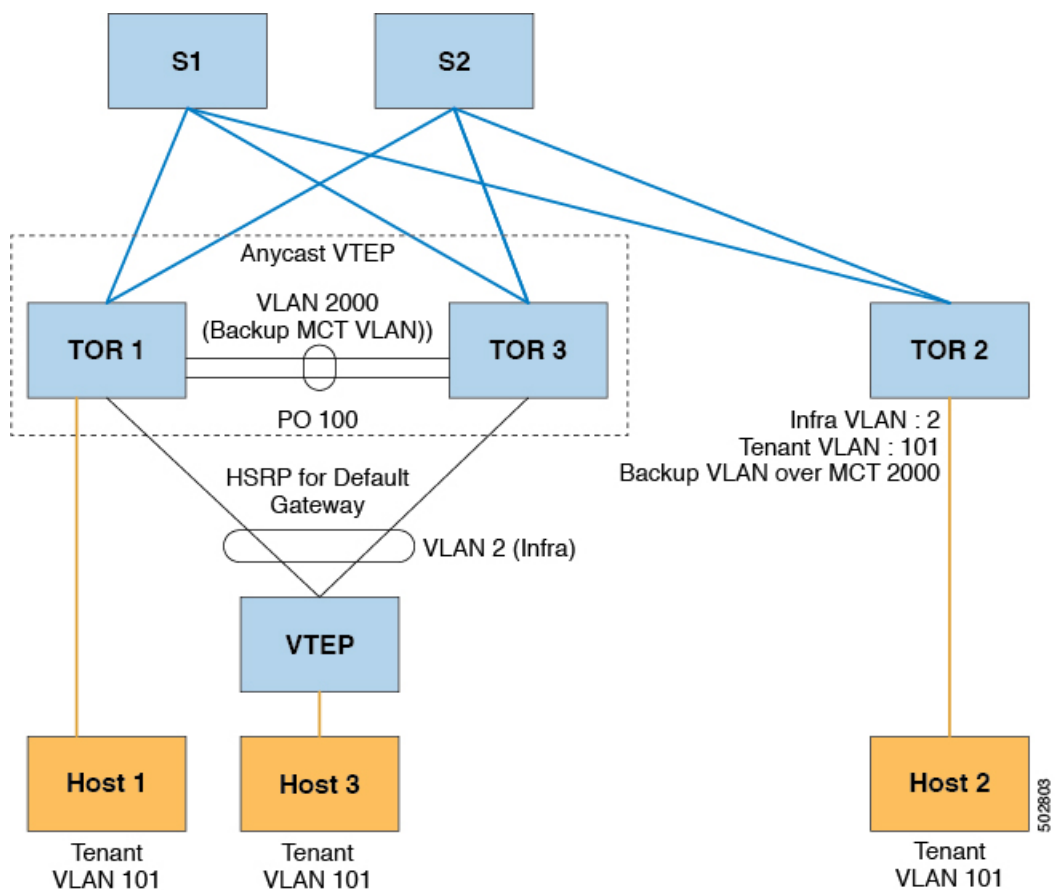 S1
S2
Anycast VTEP
VLAN 2000
(Backup MCT VLAN))
TOR 1
TOR 3
TOR 2
PO 100
Infra VLAN : 2
Tenant VLAN : 101
Backup VLAN over MCT 2000
HSRP for Default
Gateway
VLAN 2 (Infra)
VTEP
Host 1
Host 3
Host 2
Tenant
VLAN 101
Tenant
VLAN 101
Tenant
VLAN 101
502803